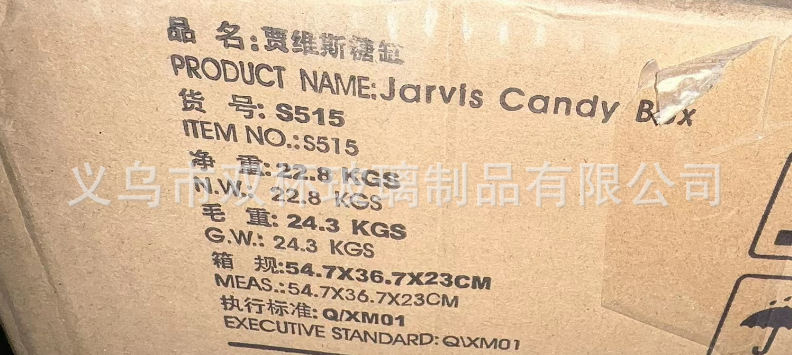 品 名:贾维斯糖缸
PRODUCT NAME:Jarvis Candy Box
货 号: S515
ITEM NO.:S515
净 重: 22.8 KGS
N.W.: 22.8 KGS
义乌市双怀玻璃制品有限公司
毛 重: 24.3 KGS
G.W.: 24.3 KGS
箱 规:54.7X36.7X23CM
MEAS.:54.7X36.7X23CM
执行标准: Q/XM01
EXECUTIVE STANDARD:Q\XM01